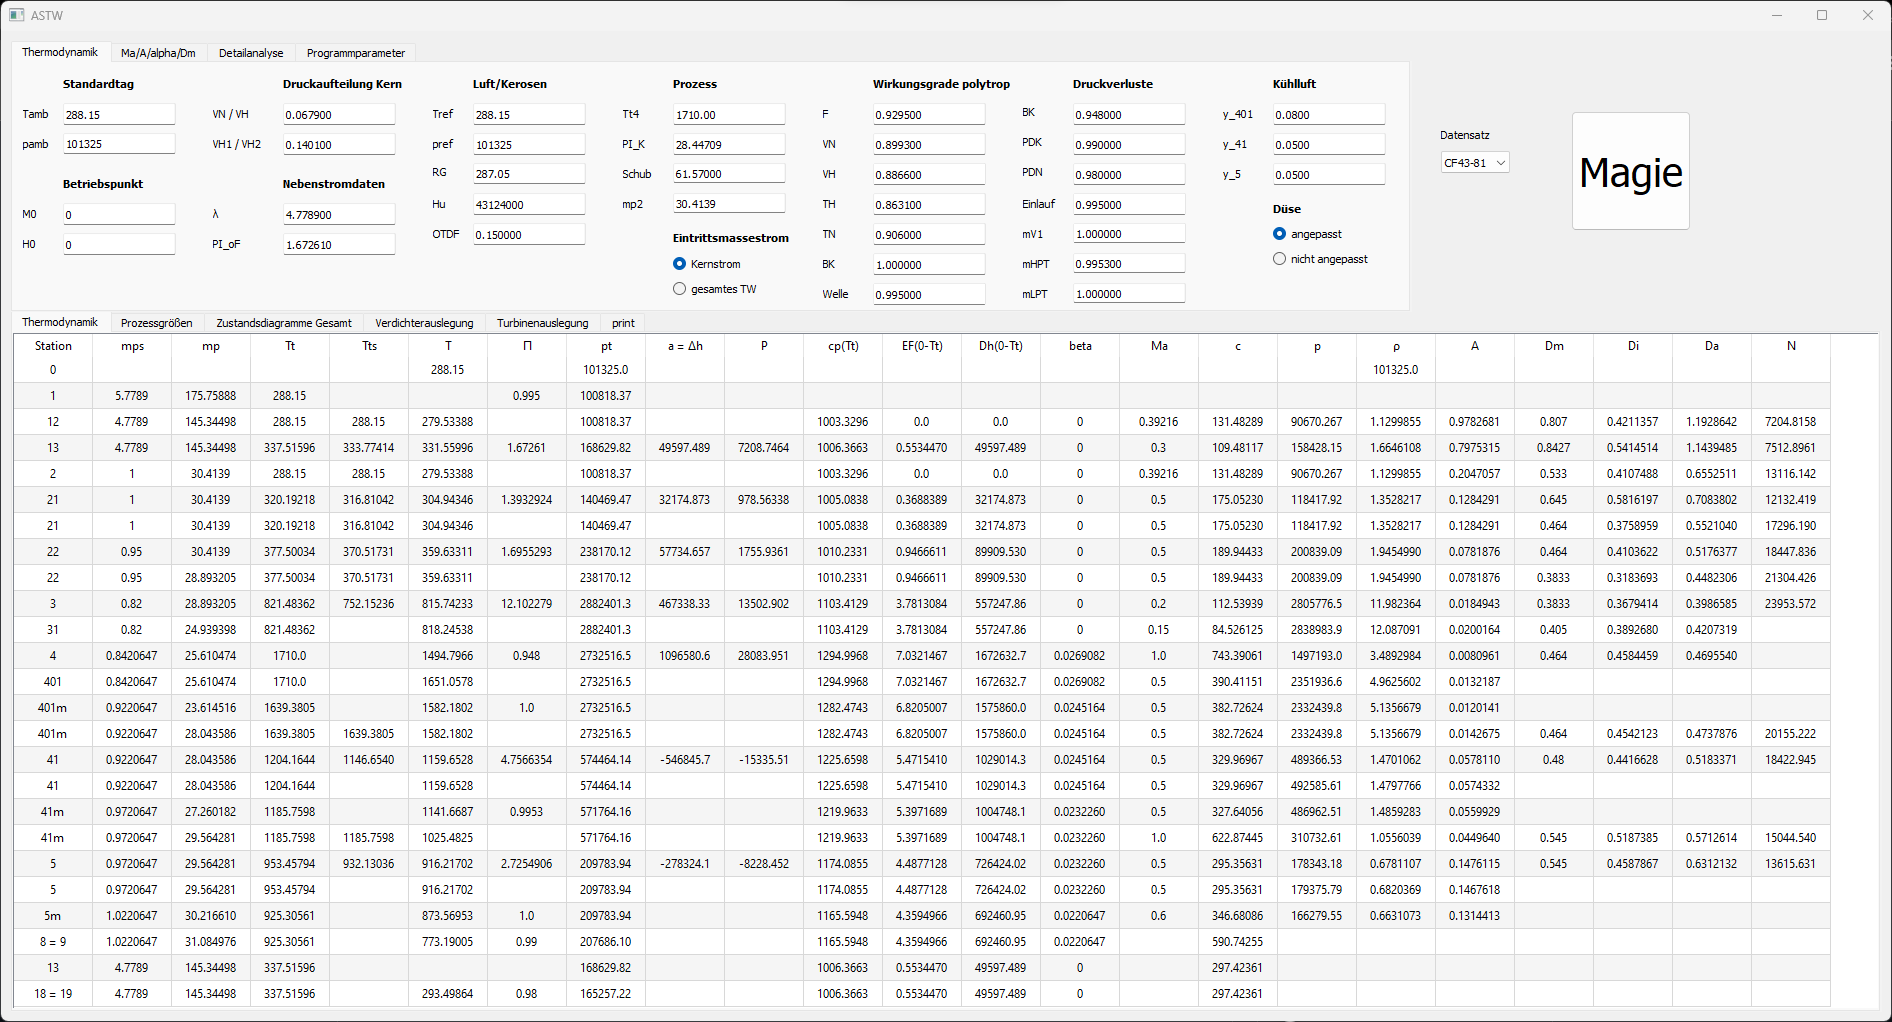 ASTW
Thermodynamik Ma/A/alpha/Dm Detailanalyse Programmparameter
Standardtag Druckaufteilung Kern Luft/Kerosen Prozess Wirkungsgrade polytrop Druckverluste Kühlluft
Tamb 288.15 VN / VH 0.067900 Tref 288.15 Tt4 1710.00 F 0.929500 BK 0.948000 y_401 0.0800
pamb 101325 VH1 / VH2 0.140100 pref 101325 PI_K 28.44709 VN 0.899300 PDK 0.990000 y_41 0.0500
RG 287.05 Schub 61.57000 VH 0.886600 PDN 0.980000 y_5 0.0500
Betriebspunkt Nebenstromdaten
M0 0 λ 4.778900 Hu 43124000 mp2 30.4139 TH 0.863100 Einlauf 0.995000 Düse
H0 0 PI_oF 1.672610 OTDF 0.150000 Eintrittsmassestrom TN 0.906000 mV1 1.000000 angepasst
Kernstrom BK 1.000000 mHPT 0.995300 nicht angepasst
gesamtes TW Welle 0.995000 mLPT 1.000000
Datensatz
CF43-81
Magie
Thermodynamik Prozessgrößen Zustandsdiagramme Gesamt Verdichterauslegung Turbinenauslegung print
Station mps mp Tt Tts T Π pt a = Δh P cp(Tt) EF(0-Tt) Dh(0-Tt) beta Ma c p ρ A Dm Di Da N
0 288.15 101325.0 101325.0
1 5.7789 175.75888 288.15 0.995 100818.37
12 4.7789 145.34498 288.15 288.15 279.53388 100818.37 1003.3296 0.0 0.0 0 0.39216 131.48289 90670.267 1.1299855 0.9782681 0.807 0.4211357 1.1928642 7204.8158
13 4.7789 145.34498 337.51596 333.77414 331.55996 1.67261 168629.82 49597.489 7208.7464 1006.3663 0.5534470 49597.489 0 0.3 109.48117 158428.15 1.6646108 0.7975315 0.8427 0.5414514 1.1439485 7512.8961
2 1 30.4139 288.15 288.15 279.53388 100818.37 1003.3296 0.0 0.0 0 0.39216 131.48289 90670.267 1.1299855 0.2047057 0.533 0.4107488 0.6552511 13116.142
21 1 30.4139 320.19218 316.81042 304.94346 1.3932924 140469.47 32174.873 978.56338 1005.0838 0.3688389 32174.873 0 0.5 175.05230 118417.92 1.3528217 0.1284291 0.645 0.5816197 0.7083802 12132.419
21 1 30.4139 320.19218 316.81042 304.94346 140469.47 1005.0838 0.3688389 32174.873 0 0.5 175.05230 118417.92 1.3528217 0.1284291 0.464 0.3758959 0.5521040 17296.190
22 0.95 30.4139 377.50034 370.51731 359.63311 1.6955293 238170.12 57734.657 1755.9361 1010.2331 0.9466611 89909.530 0 0.5 189.94433 200839.09 1.9454990 0.0781876 0.464 0.4103622 0.5176377 18447.836
22 0.95 28.893205 377.50034 370.51731 359.63311 238170.12 1010.2331 0.9466611 89909.530 0 0.5 189.94433 200839.09 1.9454990 0.0781876 0.3833 0.3183693 0.4482306 21304.426
3 0.82 28.893205 821.48362 752.15236 815.74233 12.102279 2882401.3 467338.33 13502.902 1103.4129 3.7813084 557247.86 0 0.2 112.53939 2805776.5 11.982364 0.0184943 0.3833 0.3679414 0.3986585 23953.572
31 0.82 24.939398 821.48362 818.24538 2882401.3 1103.4129 3.7813084 557247.86 0 0.15 84.526125 2838983.9 12.087091 0.0200164 0.405 0.3892680 0.4207319
4 0.8420647 25.610474 1710.0 1494.7966 0.948 2732516.5 1096580.6 28083.951 1294.9968 7.0321467 1672632.7 0.0269082 1.0 743.39061 1497193.0 3.4892984 0.0080961 0.464 0.4584459 0.4695540
401 0.8420647 25.610474 1710.0 1651.0578 2732516.5 1294.9968 7.0321467 1672632.7 0.0269082 0.5 390.41151 2351936.6 4.9625602 0.0132187
401m 0.9220647 23.614516 1639.3805 1582.1802 1.0 2732516.5 1282.4743 6.8205007 1575860.0 0.0245164 0.5 382.72624 2332439.8 5.1356679 0.0120141
401m 0.9220647 28.043586 1639.3805 1639.3805 1582.1802 2732516.5 1282.4743 6.8205007 1575860.0 0.0245164 0.5 382.72624 2332439.8 5.1356679 0.0142675 0.464 0.4542123 0.4737876 20155.222
41 0.9220647 28.043586 1204.1644 1146.6540 1159.6528 4.7566354 574464.14 -546845.7 -15335.51 1225.6598 5.4715410 1029014.3 0.0245164 0.5 329.96967 489366.53 1.4701062 0.0578110 0.48 0.4416628 0.5183371 18422.945
41 0.9220647 28.043586 1204.1644 1159.6528 574464.14 1225.6598 5.4715410 1029014.3 0.0245164 0.5 329.96967 492585.61 1.4797766 0.0574332
41m 0.9720647 27.260182 1185.7598 1141.6687 0.9953 571764.16 1219.9633 5.3971689 1004748.1 0.0232260 0.5 327.64056 486962.51 1.4859283 0.0559929
41m 0.9720647 29.564281 1185.7598 1185.7598 1025.4825 571764.16 1219.9633 5.3971689 1004748.1 0.0232260 1.0 622.87445 310732.61 1.0556039 0.0449640 0.545 0.5187385 0.5712614 15044.540
5 0.9720647 29.564281 953.45794 932.13036 916.21702 2.7254906 209783.94 -278324.1 -8228.452 1174.0855 4.4877128 726424.02 0.0232260 0.5 295.35631 178343.18 0.6781107 0.1476115 0.545 0.4587867 0.6312132 13615.631
5 0.9720647 29.564281 953.45794 916.21702 209783.94 1174.0855 4.4877128 726424.02 0.0232260 0.5 295.35631 179375.79 0.6820369 0.1467618
5m 1.0220647 30.216610 925.30561 873.56953 1.0 209783.94 1165.5948 4.3594966 692460.95 0.0220647 0.6 346.68086 166279.55 0.6631073 0.1314413
8 = 9 1.0220647 31.084976 925.30561 773.19005 0.99 207686.10 1165.5948 4.3594966 692460.95 0.0220647 590.74255
13 4.7789 145.34498 337.51596 168629.82 1006.3663 0.5534470 49597.489 0 297.42361
18 = 19 4.7789 145.34498 337.51596 293.49864 0.98 165257.22 1006.3663 0.5534470 49597.489 0 297.42361